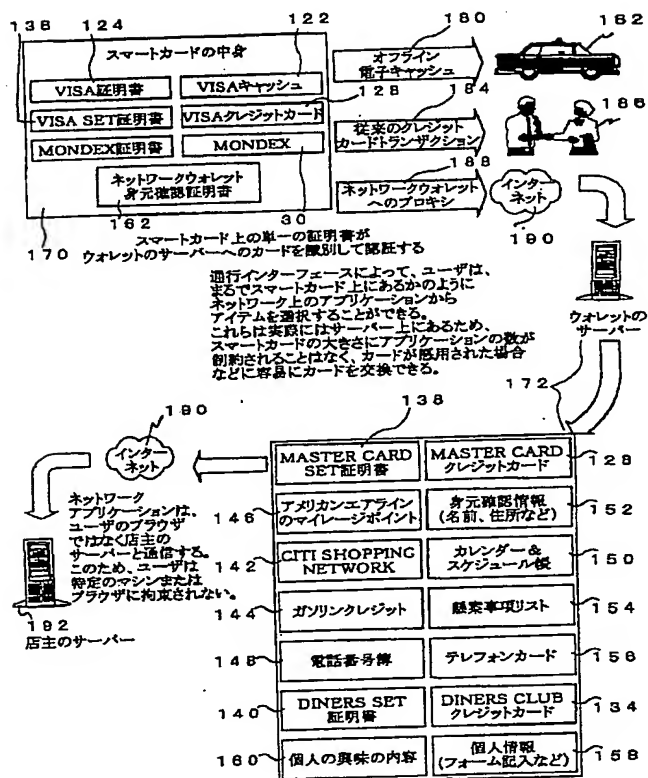 138
124
122
スマートカードの中身
VISA証明書
VISAキャッシュ
VISA SET証明書
VISAクレジットカード
128
MONDEX証明書
MONDEX
ネットワークウォレット
身元確認証明書
162
30
170
180
オフライン
電子キャッシュ
182
184
従来のクレジット
カードトランザクション
186
188
ネットワークウォレット
へのプロキシ
インターネット
190
スマートカード上の単一の証明書が
ウォレットのサーバーへのカードを識別して認証する
通行インターフェースによって、ユーザは、
まるでスマートカード上にあるかのように
ネットワーク上のアプリケーションから
アイテムを選択することができる。
これらは実際にはサーバー上にあるため、
スマートカードの大きさにアプリケーションの数が
制約されることはなく、カードが悪用された場合
などに容易にカードを交換できる。
ウォレットの
サーバー
172
190
インターネット
ネットワーク
アプリケーションは、
ユーザのブラウザ
ではなく店主の
サーバーと通信する。
このため、ユーザは
特定のマシンまたは
ブラウザに拘束されない。
192
店主のサーバー
138
MASTER CARD
SET証明書
MASTER CARD
クレジットカード
128
146
アメリカンエアライン
のマイレージポイント
身元確認情報
(名前、住所など)
152
142
CITI SHOPPING
NETWORK
カレンダー&
スケジュール帳
150
144
ガソリンクレジット
懸案事項リスト
154
148
電話番号簿
テレフォンカード
156
140
DINERS SET
証明書
DINERS CLUB
クレジットカード
134
160
個人の興味の内容
個人情報
(フォーム記入など)
158